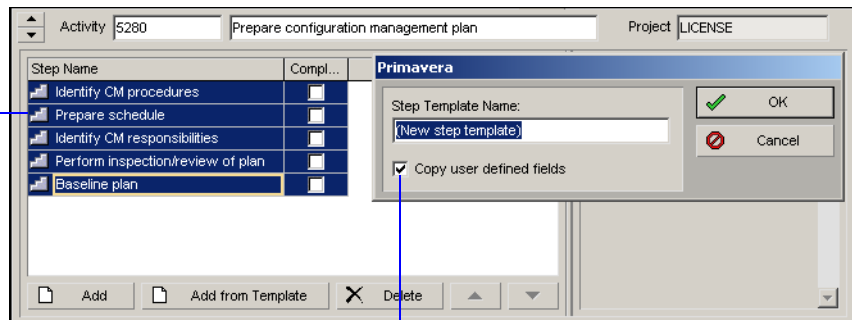 Activity 5280 Prepare configuration management plan Project LICENSE
Step Name Compl...
Identify CM procedures
Prepare schedule
Identify CM responsibilities
Perform inspection/review of plan
Baseline plan
Primavera
Step Template Name:
(New step template)
Copy user defined fields
OK
Cancel
Add Add from Template Delete